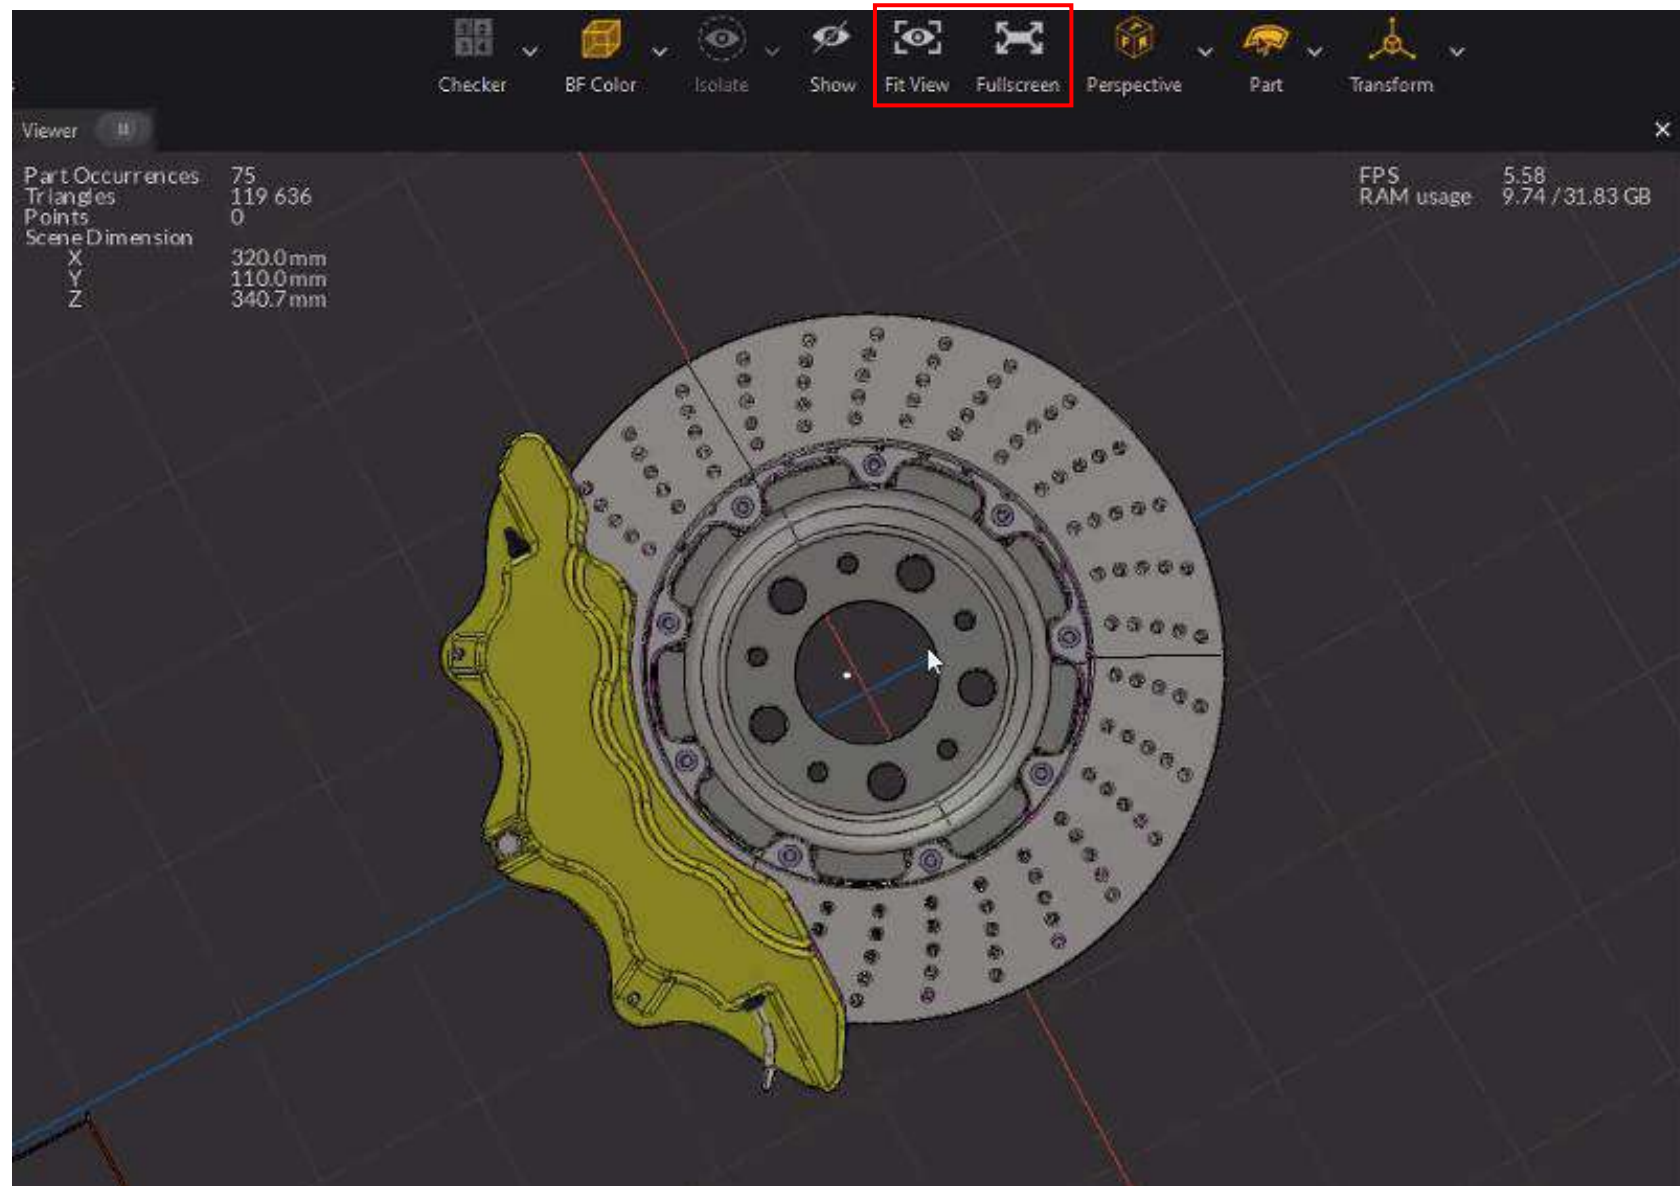 Checker BF Color Isolate Show Fit View Fullscreen Perspective Part Transform
Viewer
Part Occurrences 75
Triangles 119 636
Points 0
Scene Dimension
X 320.0 mm
Y 110.0 mm
Z 340.7 mm
FPS 5.58
RAM usage 9.74 / 31.83 GB